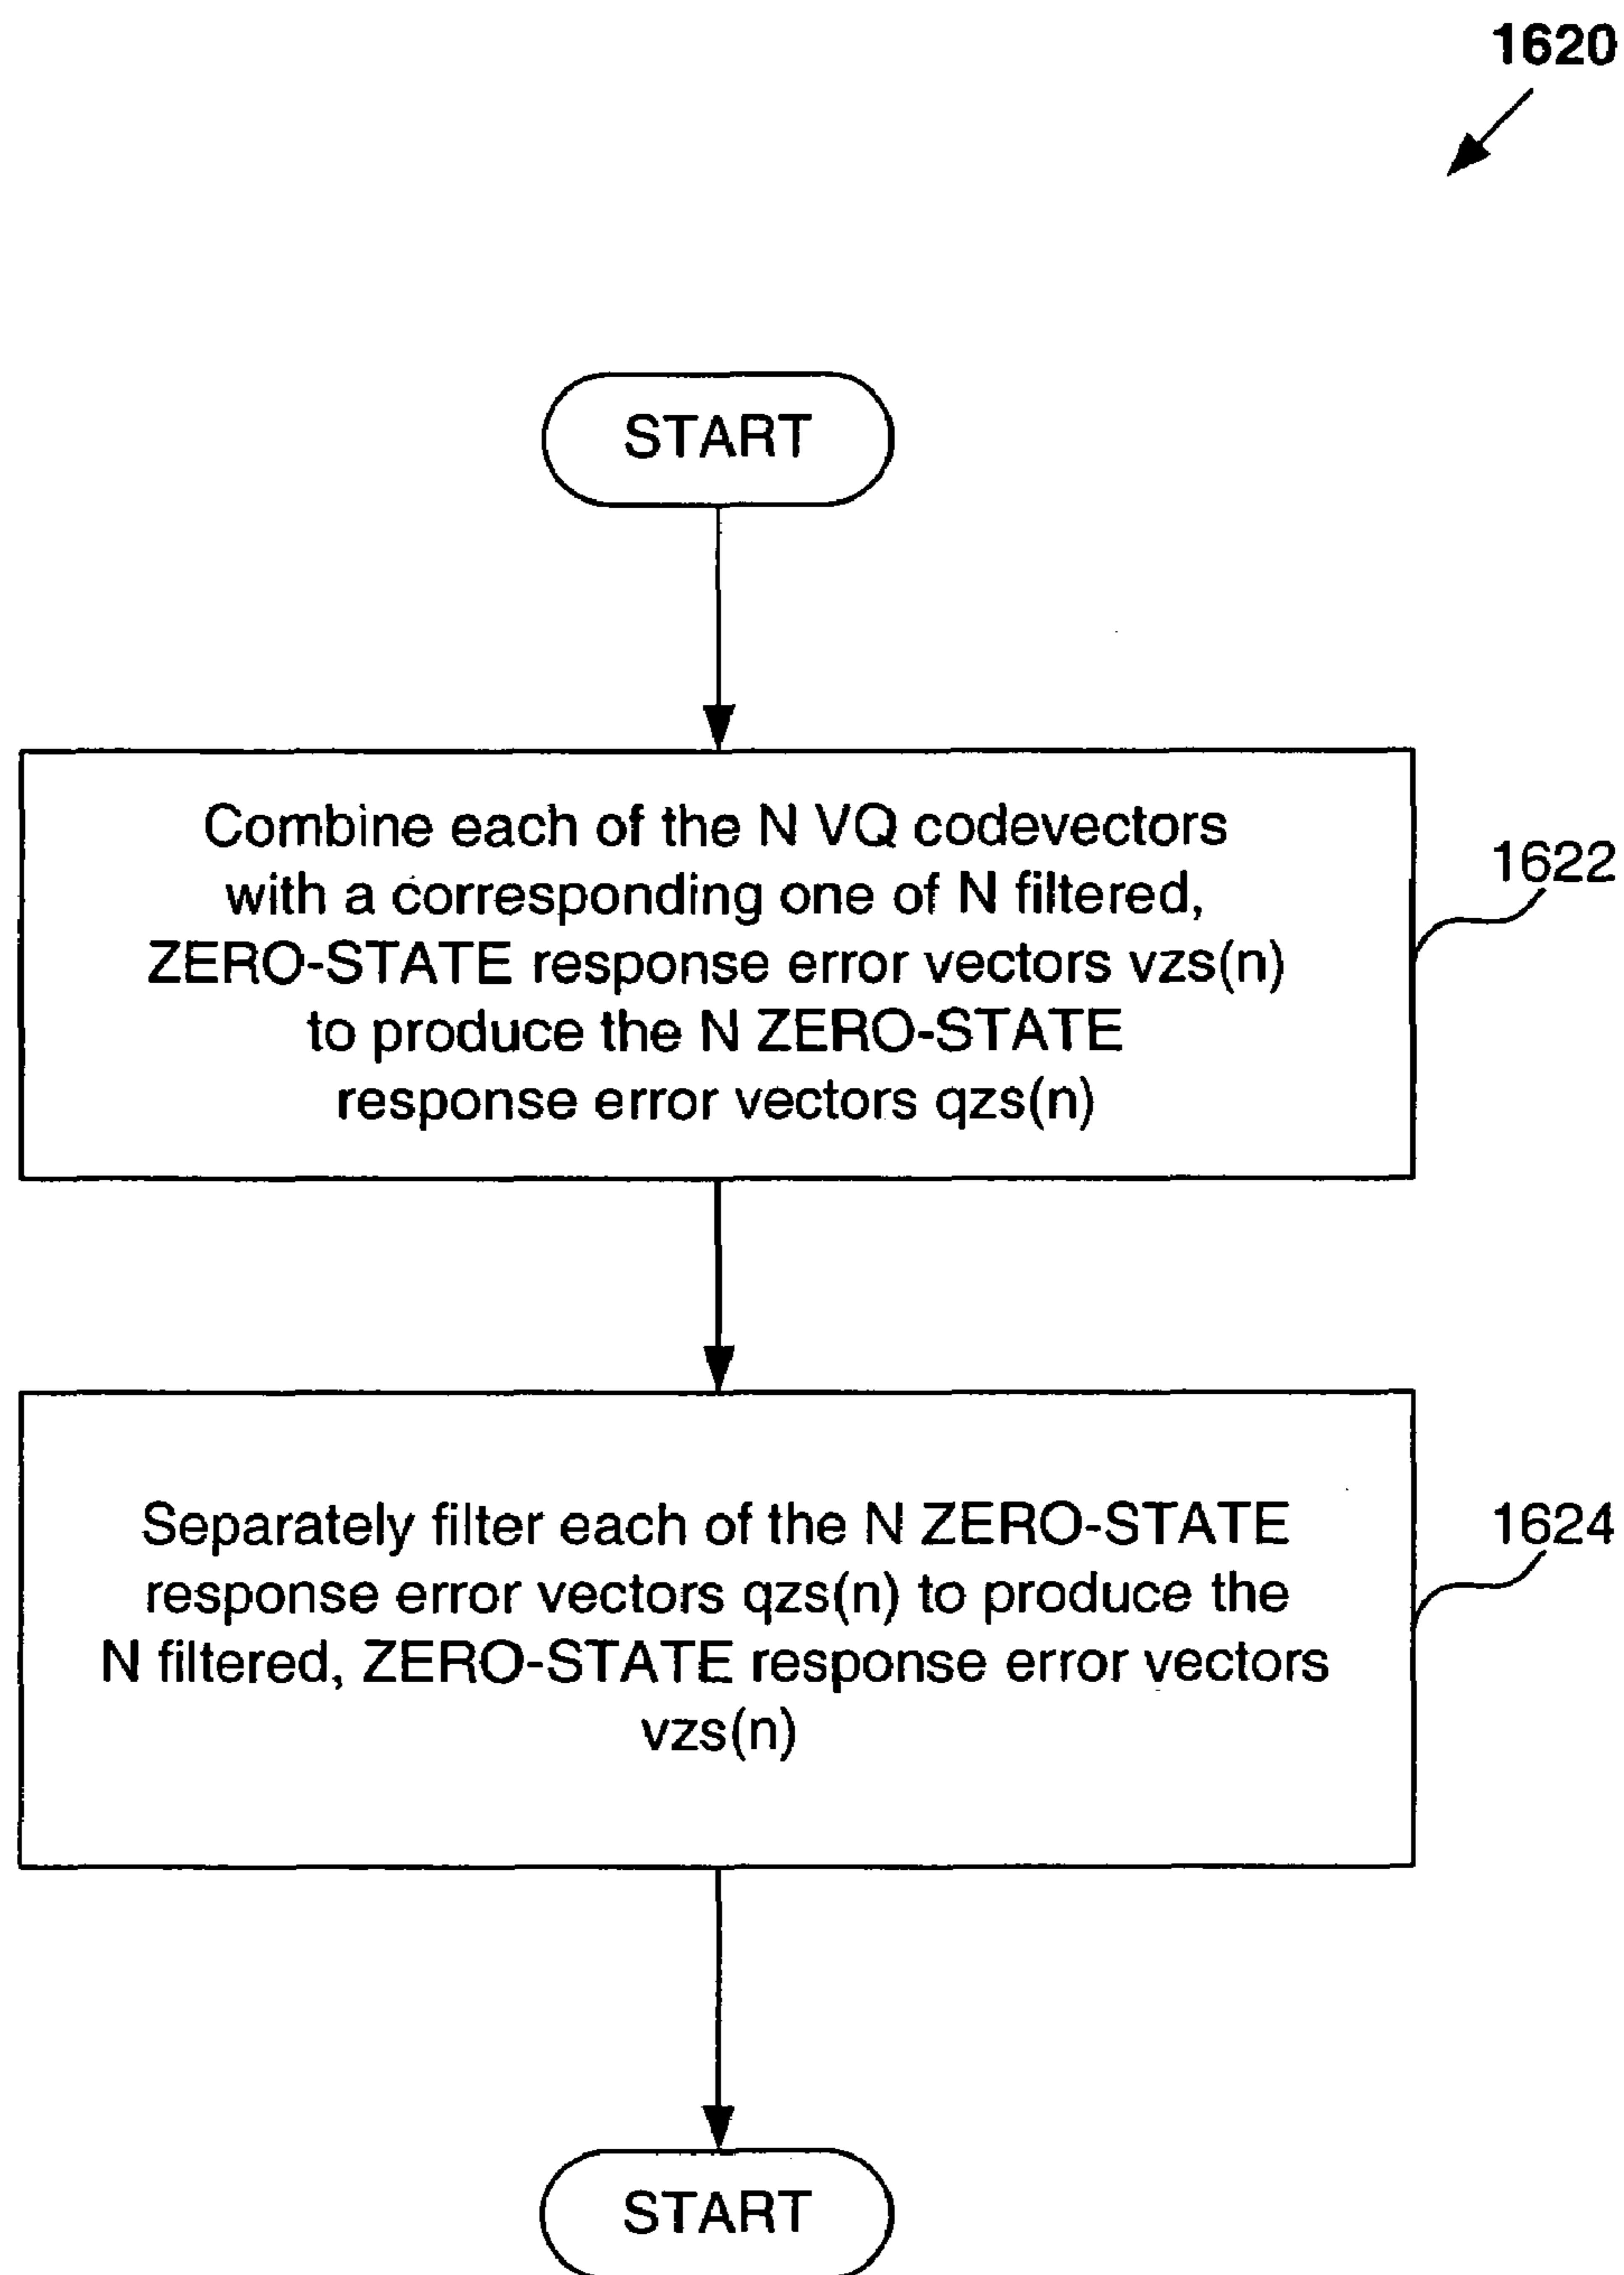 1620
START
Combine each of the N VQ codevectors
with a corresponding one of N filtered,
ZERO-STATE response error vectors vzs(n)
to produce the N ZERO-STATE
response error vectors qzs(n)
1622
Separately filter each of the N ZERO-STATE
response error vectors qzs(n) to produce the
N filtered, ZERO-STATE response error vectors
vzs(n)
1624
START